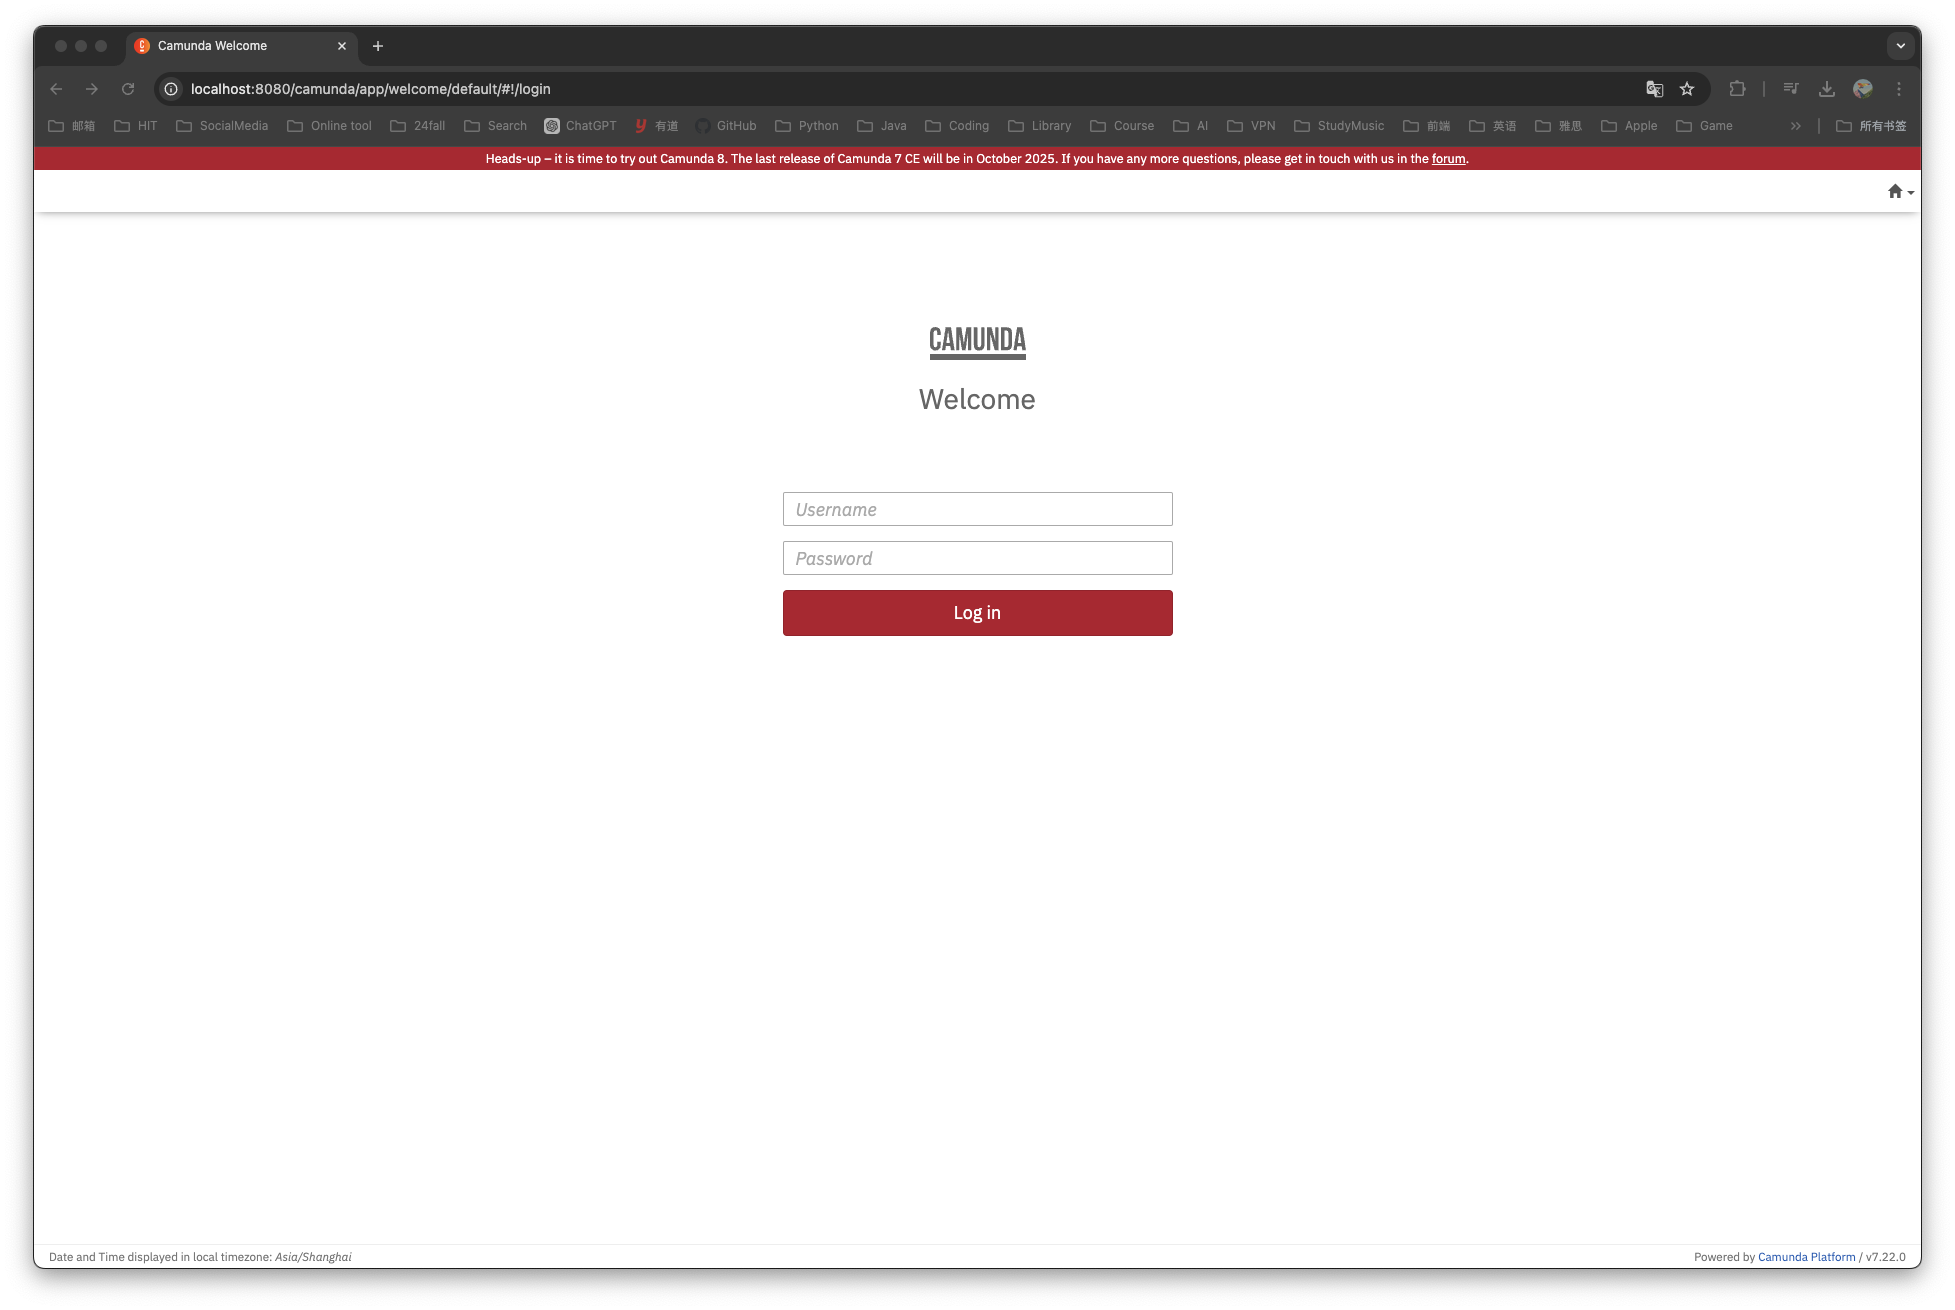 Camunda Welcome
localhost:8080/camunda/app/welcome/default/#!/login
邮箱 HIT SocialMedia Online tool 24fall Search ChatGPT 有道 GitHub Python Java Coding Library Course AI VPN StudyMusic 前端 英语 雅思 Apple Game 所有书签
Heads-up – it is time to try out Camunda 8. The last release of Camunda 7 CE will be in October 2025. If you have any more questions, please get in touch with us in the forum.
CAMUNDA
Welcome
Username
Password
Log in
Date and Time displayed in local timezone: Asia/Shanghai
Powered by Camunda Platform / v7.22.0